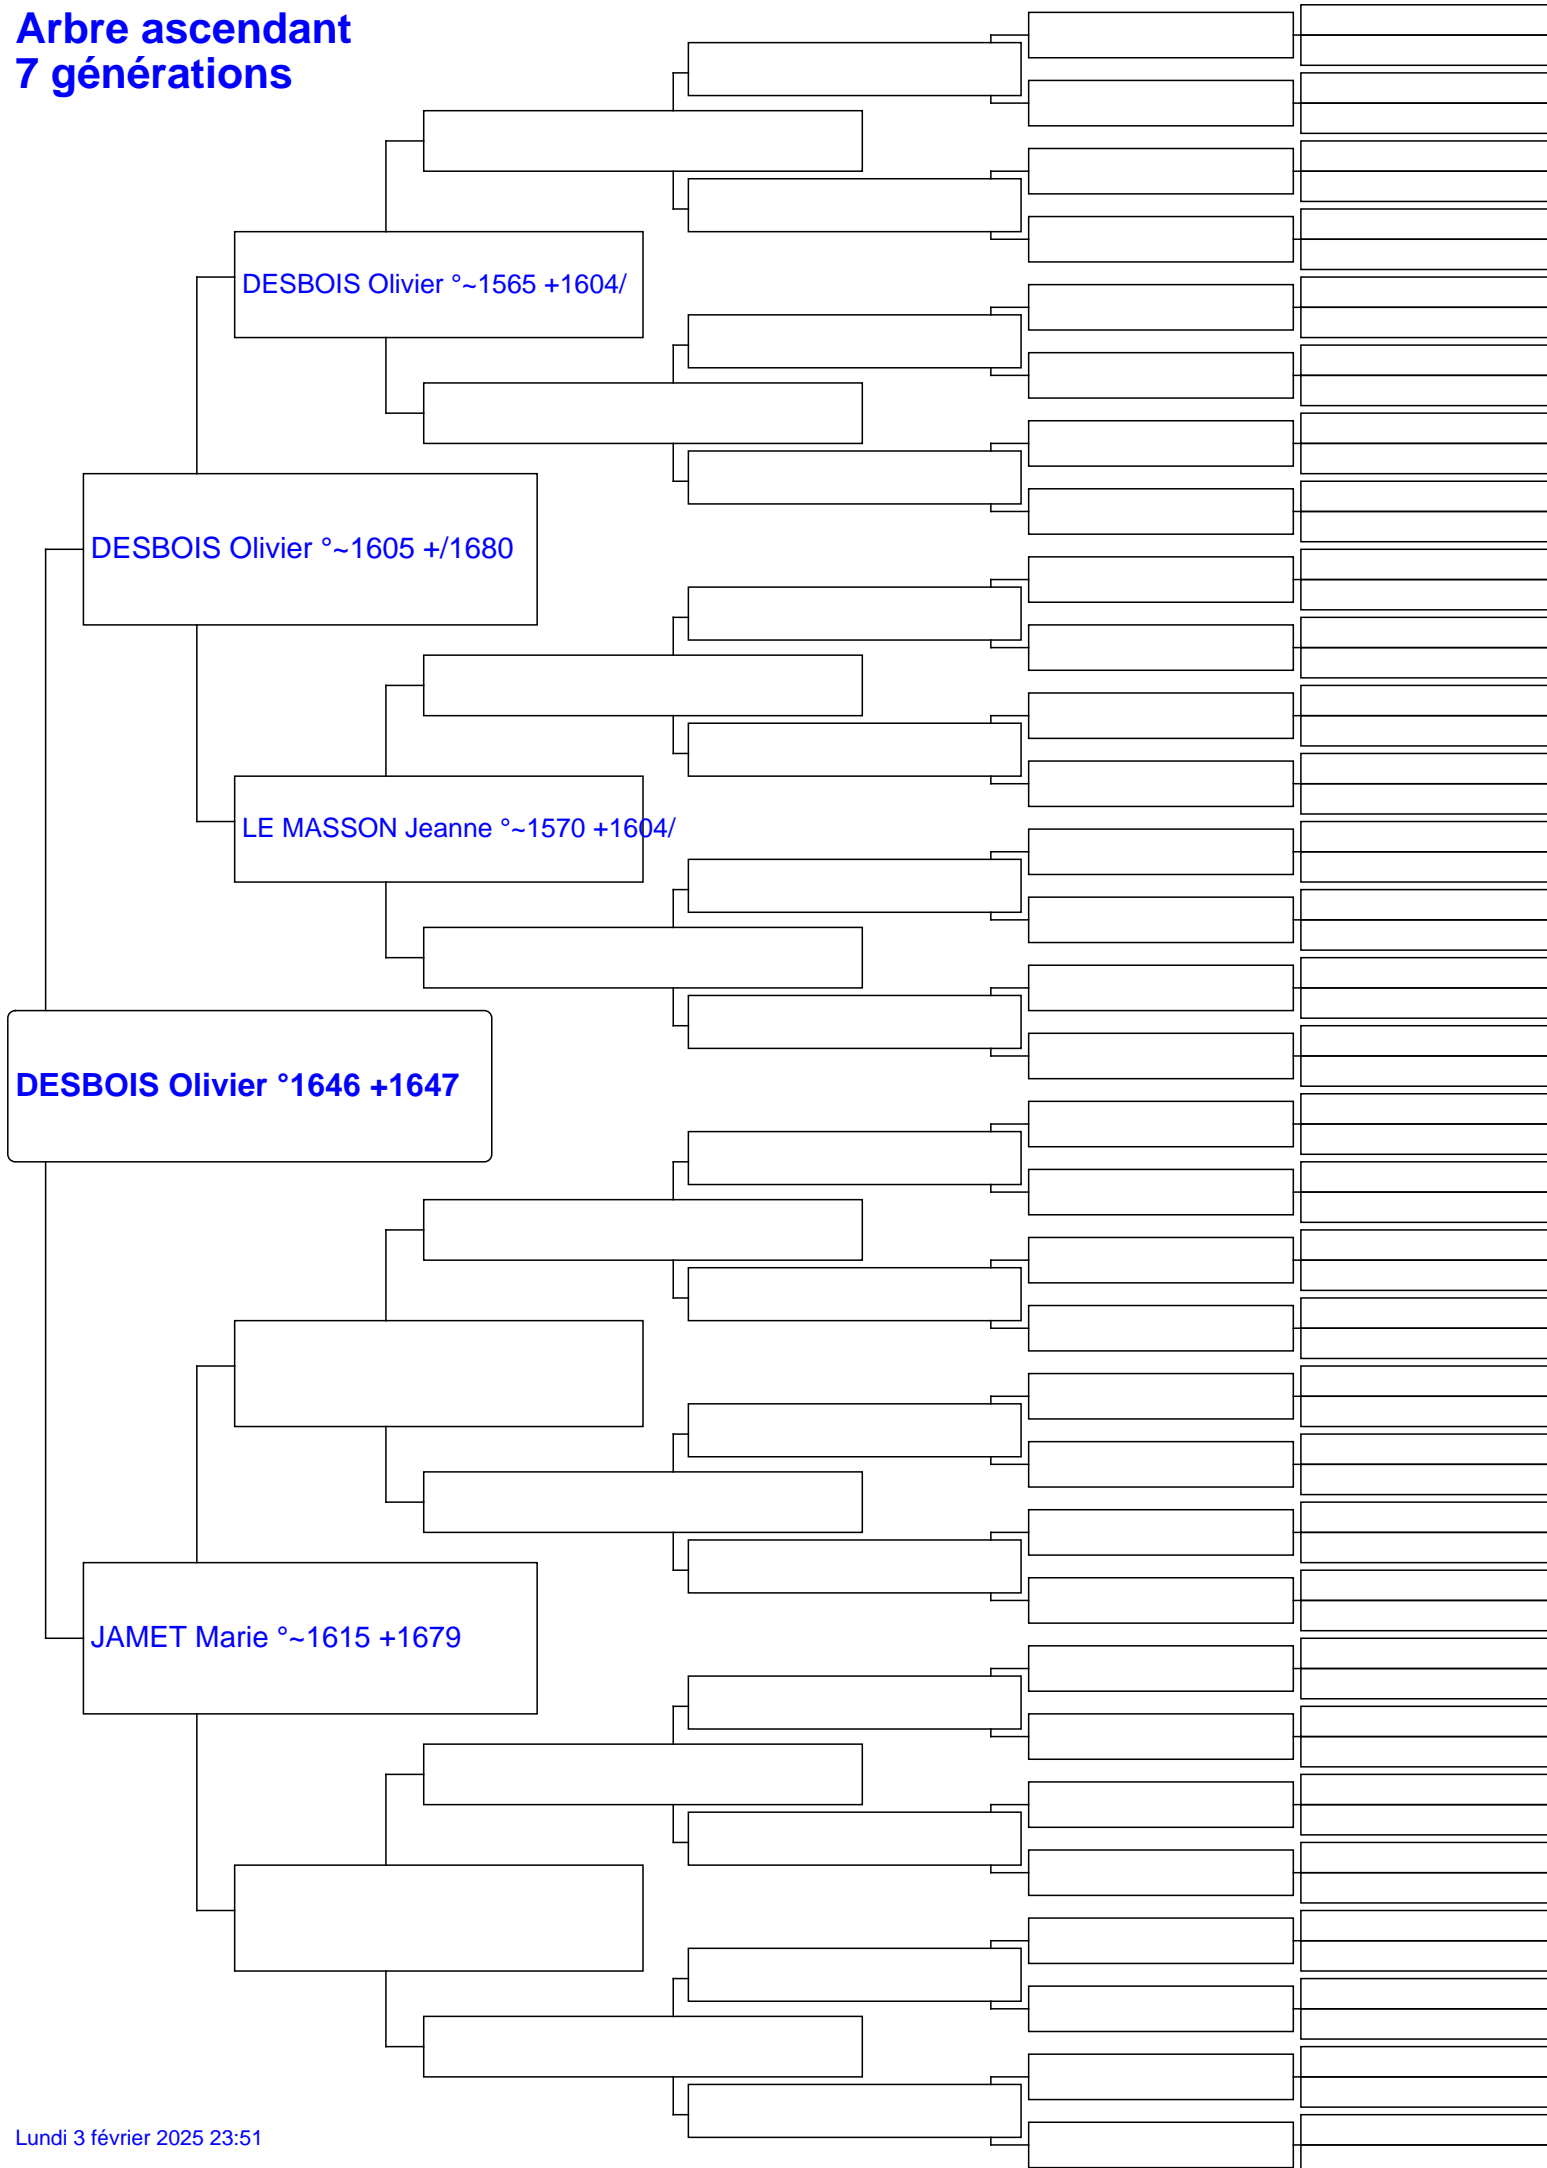 Arbre ascendant
7 générations
DESBOIS Olivier °~1565 +1604/
DESBOIS Olivier °~1605 +/1680
LE MASSON Jeanne °~1570 +1604/
DESBOIS Olivier °1646 +1647
JAMET Marie °~1615 +1679
Lundi 3 février 2025 23:51